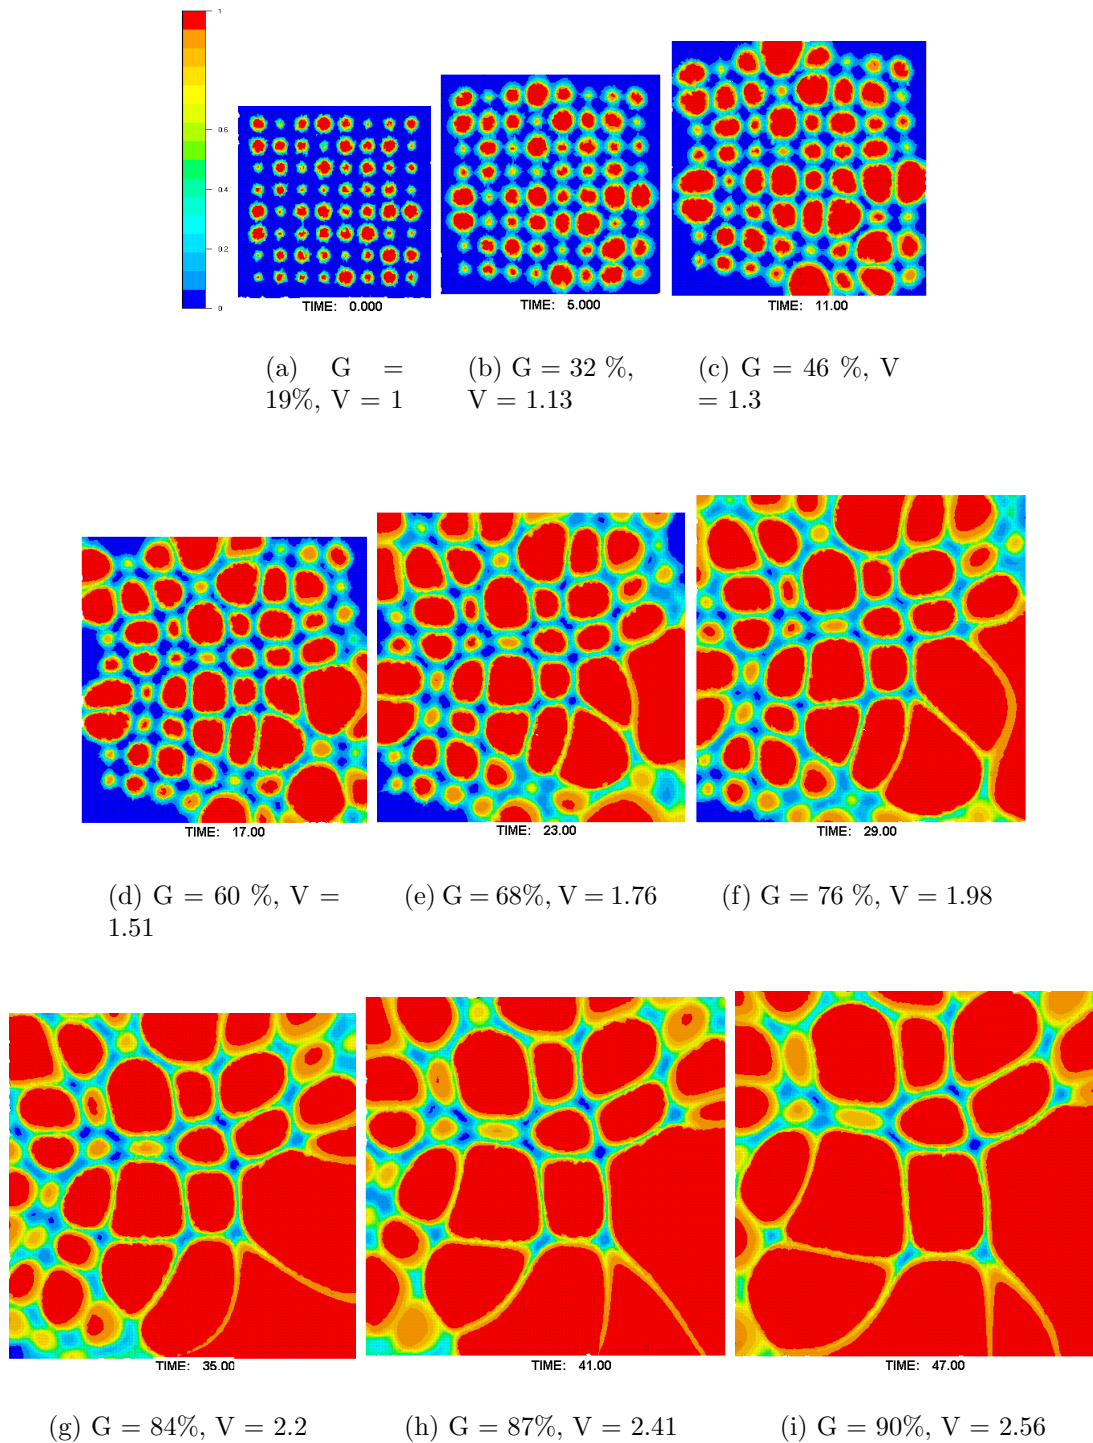 1
0.6
0.4
0.2
0
TIME: 0.000
TIME: 5.000
TIME: 11.00
(a) G =
19%, V = 1
(b) G = 32 %,
V = 1.13
(c) G = 46 %, V
= 1.3
TIME: 17.00
TIME: 23.00
TIME: 29.00
(d) G = 60 %, V =
1.51
(e) G = 68%, V = 1.76
(f) G = 76 %, V = 1.98
TIME: 35.00
TIME: 41.00
TIME: 47.00
(g) G = 84%, V = 2.2
(h) G = 87%, V = 2.41
(i) G = 90%, V = 2.56